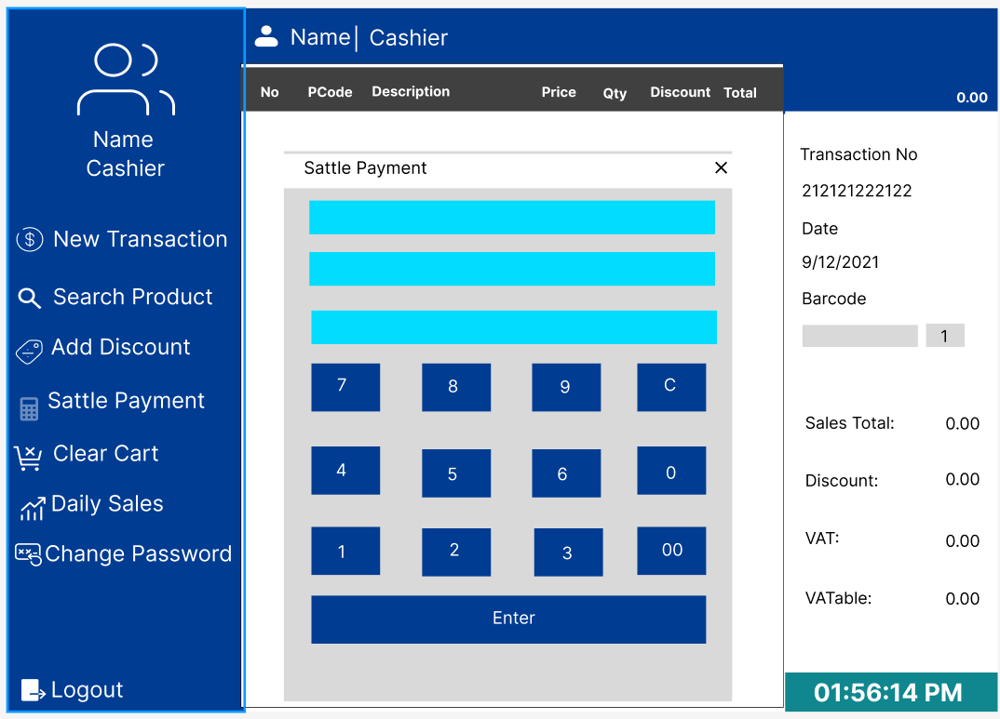 Name
Cashier
New Transaction
Search Product
Add Discount
Sattle Payment
Clear Cart
Daily Sales
Change Password
Logout
Name| Cashier
No PCode Description Price Qty Discount Total
0.00
Sattle Payment ×
7 8 9 C
4 5 6 0
1 2 3 00
Enter
Transaction No
212121222122
Date
9/12/2021
Barcode
1
Sales Total: 0.00
Discount: 0.00
VAT: 0.00
VATable: 0.00
01:56:14 PM